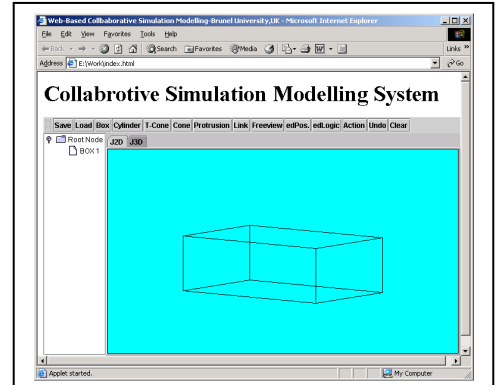 Web-Based Collbaborative Simulation Modelling-Brunel University,UK - Microsoft Internet Explorer
File Edit View Favorites Tools Help
Back Search Favorites Media Links »
Address E:\Work\index.html Go
Collabrotive Simulation Modelling System
Save Load Box Cylinder T-Cone Cone Protrusion Link Freeview edPos. edLogic Action Undo Clear
Root Node J2D J3D
BOX 1
Applet started. My Computer